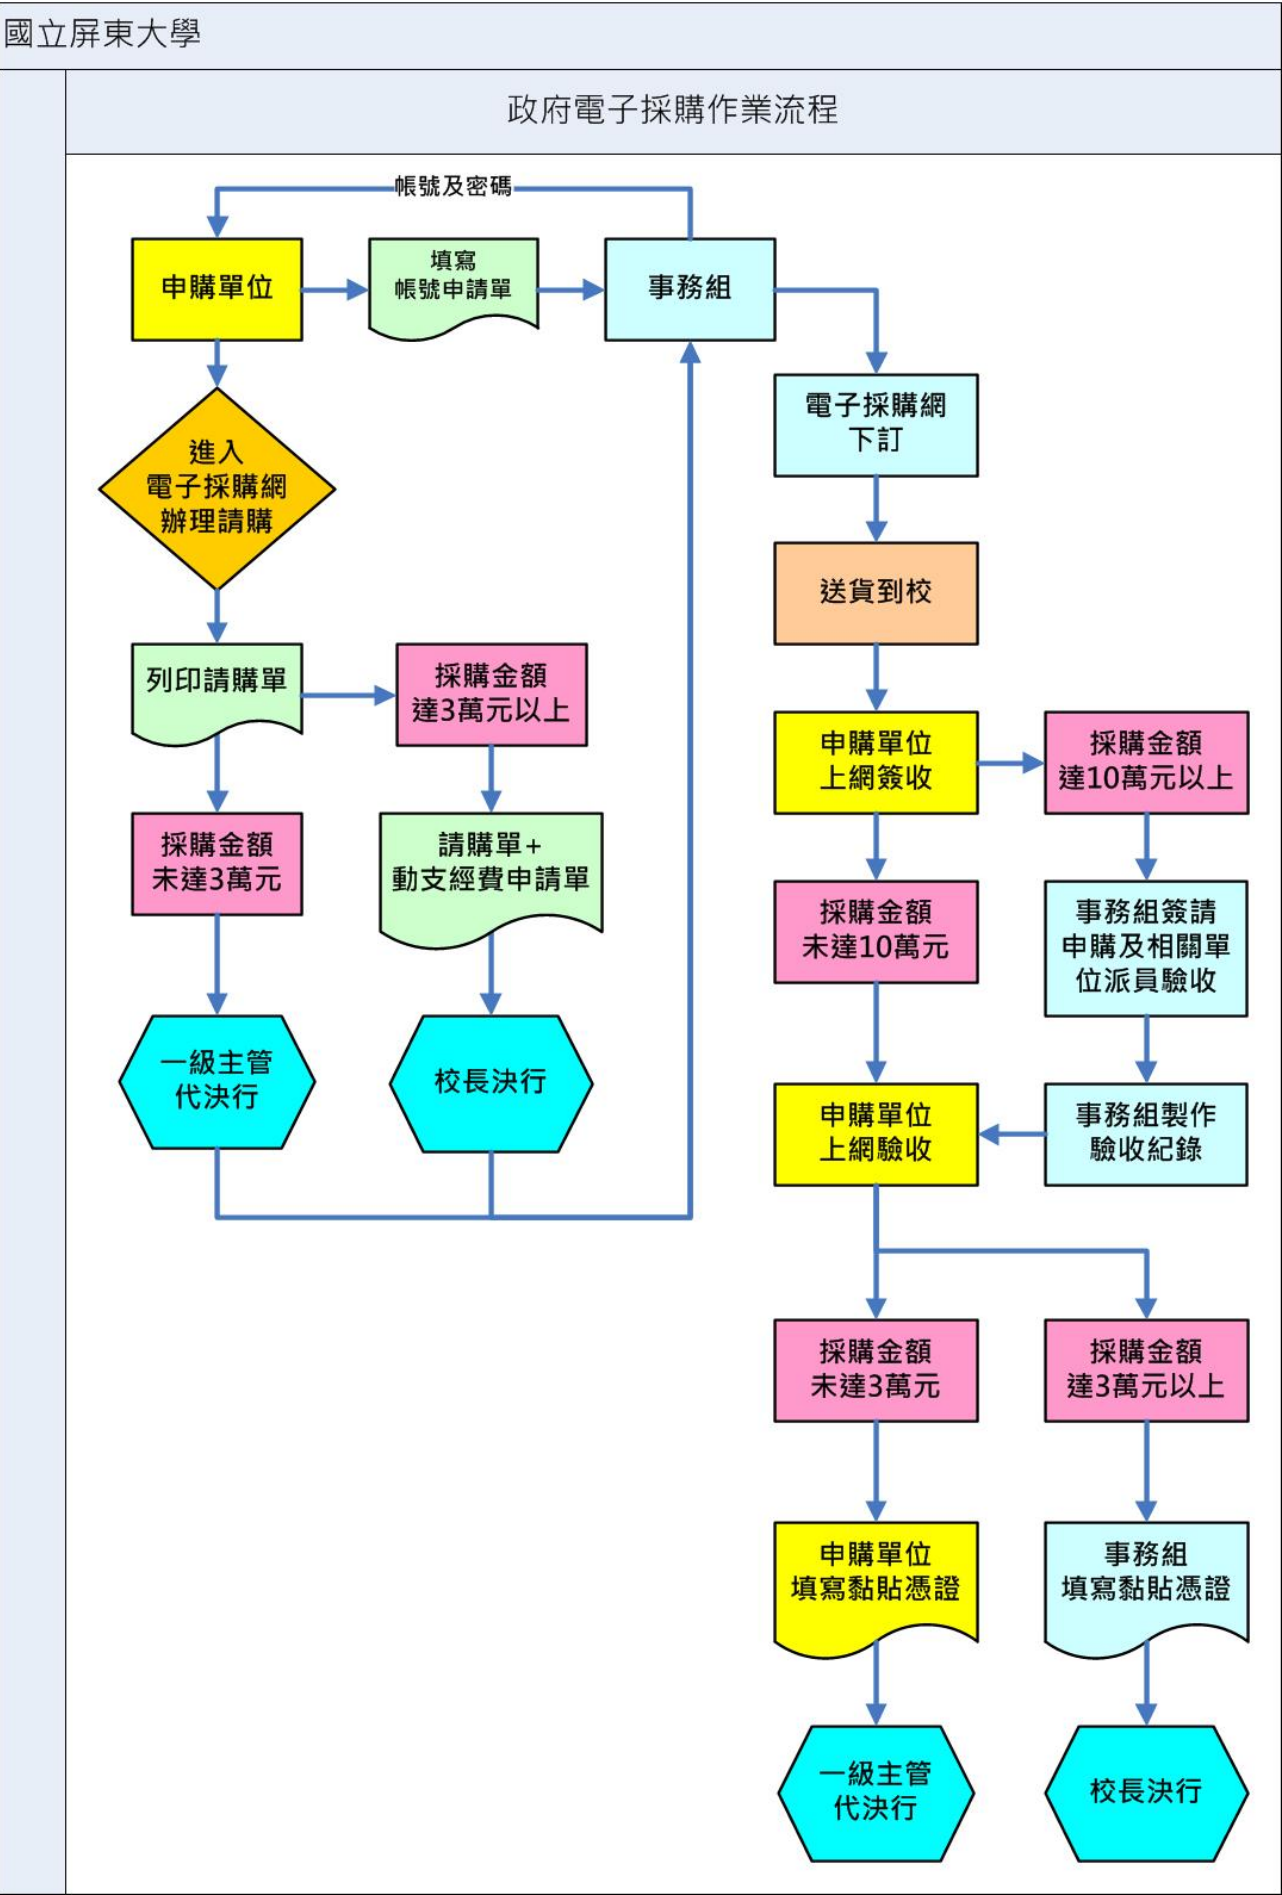 國立屏東大學
政府電子採購作業流程
帳號及密碼
申購單位
填寫
帳號申請單
事務組
進入
電子採購網
辦理請購
電子採購網
下訂
送貨到校
列印請購單
採購金額
達3萬元以上
申購單位
上網簽收
採購金額
達10萬元以上
採購金額
未達3萬元
請購單+
動支經費申請單
採購金額
未達10萬元
事務組簽請
申購及相關單
位派員驗收
一級主管
代決行
校長決行
申購單位
上網驗收
事務組製作
驗收紀錄
採購金額
未達3萬元
採購金額
達3萬元以上
申購單位
填寫黏貼憑證
事務組
填寫黏貼憑證
一級主管
代決行
校長決行